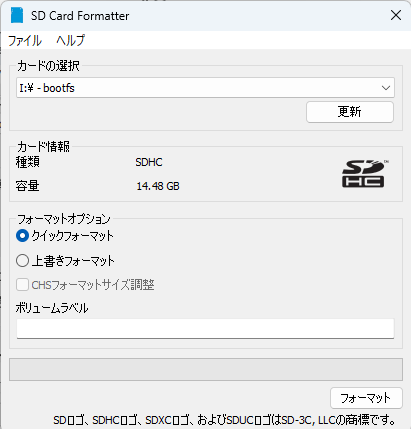 SD Card Formatter
ファイル ヘルプ
カードの選択
I:¥ - bootfs
更新
カード情報
種類 SDHC
容量 14.48 GB
SD
HC
フォーマットオプション
クイックフォーマット
上書きフォーマット
CHSフォーマットサイズ調整
ボリュームラベル
フォーマット
SDロゴ、SDHCロゴ、SDXCロゴ、およびSDUCロゴはSD-3C, LLCの商標です。